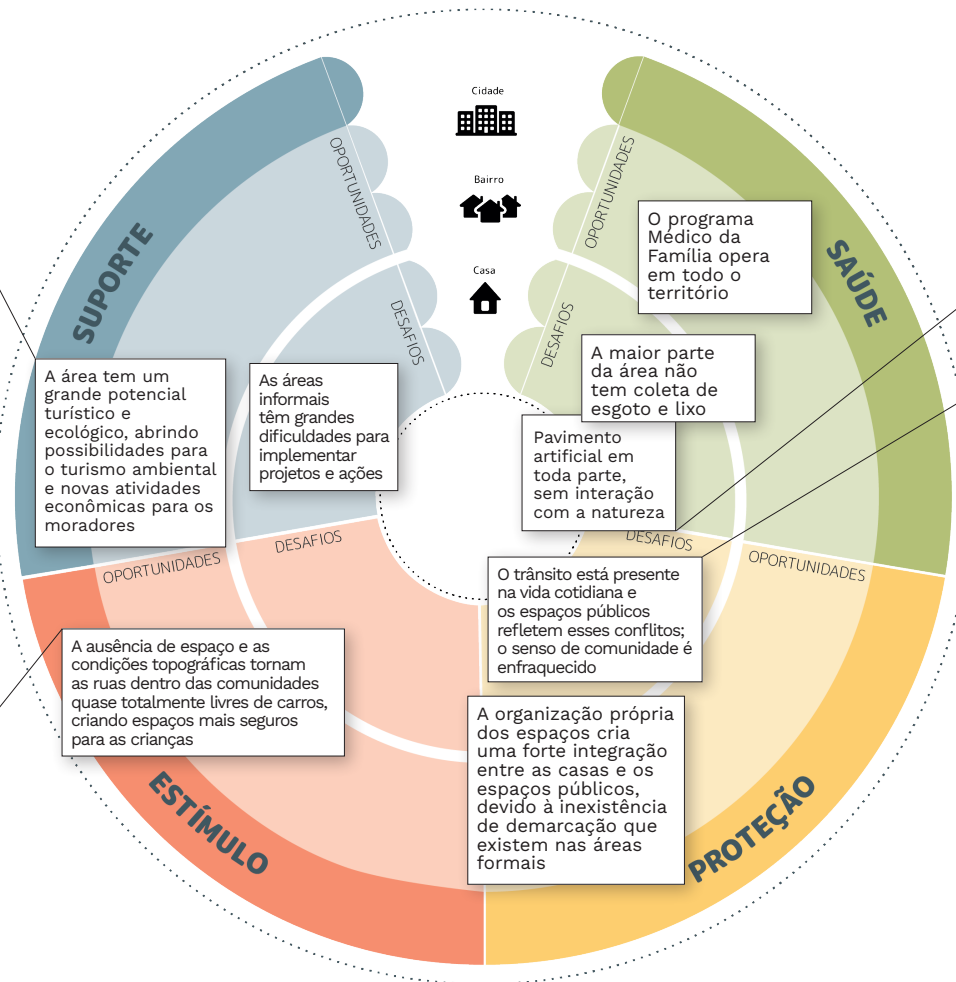 Cidade
Bairro
Casa
SUPORTE
OPORTUNIDADES
DESAFIOS
A área tem um
grande potencial
turístico e
ecológico, abrindo
possibilidades para
o turismo ambiental
e novas atividades
econômicas para os
moradores
As áreas
informais
têm grandes
dificuldades para
implementar
projetos e ações
SAÚDE
OPORTUNIDADES
DESAFIOS
O programa
Médico da
Família opera
em todo o
território
A maior parte
da área não
tem coleta de
esgoto e lixo
Pavimento
artificial em
toda parte,
sem interação
com a natureza
ESTÍMULO
OPORTUNIDADES
DESAFIOS
A ausência de espaço e as
condições topográficas tornam
as ruas dentro das comunidades
quase totalmente livres de carros,
criando espaços mais seguros
para as crianças
PROTEÇÃO
DESAFIOS
OPORTUNIDADES
O trânsito está presente
na vida cotidiana e
os espaços públicos
refletem esses conflitos;
o senso de comunidade é
enfraquecido
A organização própria
dos espaços cria
uma forte integração
entre as casas e os
espaços públicos,
devido à inexistência
de demarcação que
existem nas áreas
formais